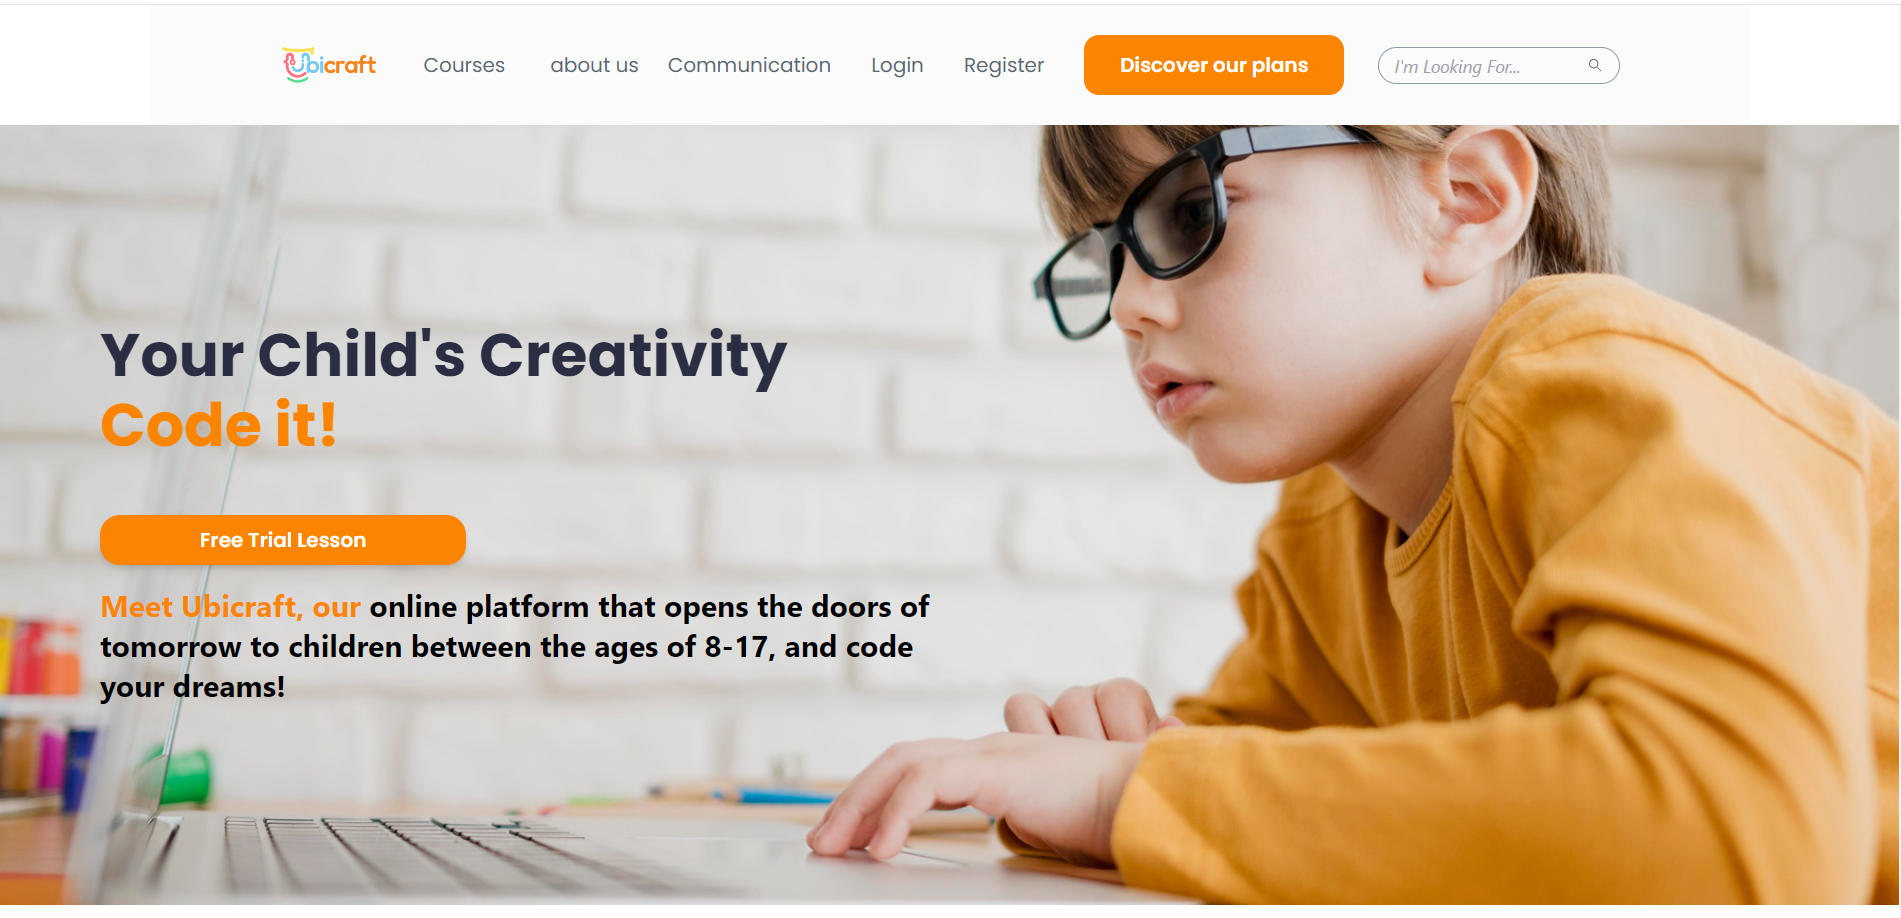 Ubicraft
Courses
about us
Communication
Login
Register
Discover our plans
I'm Looking For...
Your Child's Creativity
Code it!
Free Trial Lesson
Meet Ubicraft, our online platform that opens the doors of
tomorrow to children between the ages of 8-17, and code
your dreams!